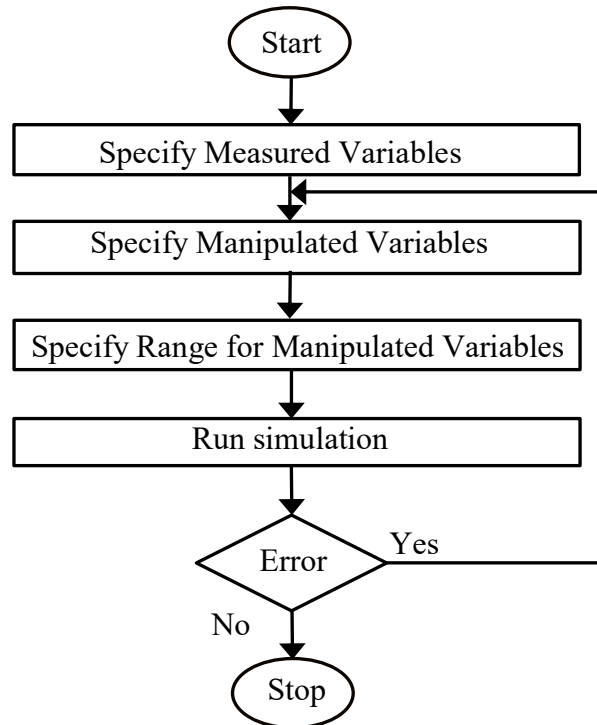 Start
Specify Measured Variables
Specify Manipulated Variables
Specify Range for Manipulated Variables
Run simulation
Error
Yes
No
Stop